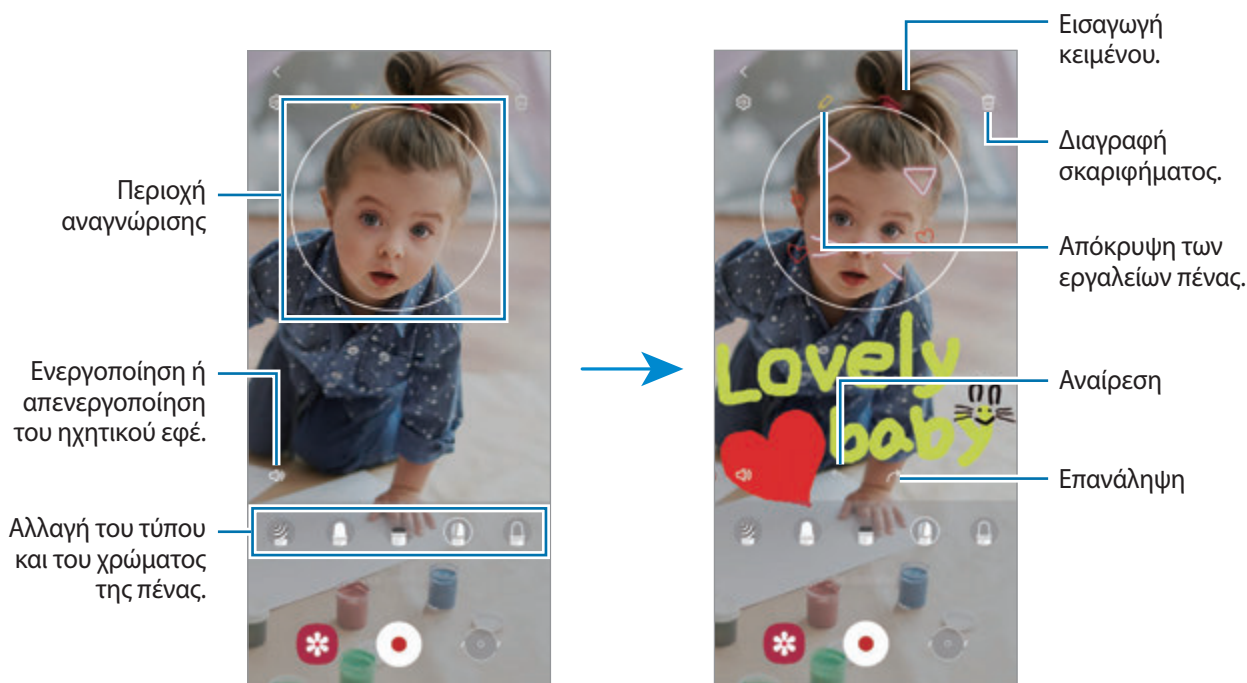 Περιοχή
αναγνώρισης
Ενεργοποίηση ή
απενεργοποίηση
του ηχητικού εφέ.
Αλλαγή του τύπου
και του χρώματος
της πένας.
Εισαγωγή
κειμένου.
Διαγραφή
σκαριφήματος.
Απόκρυψη των
εργαλείων πένας.
Αναίρεση
Επανάληψη
Lovely
baby